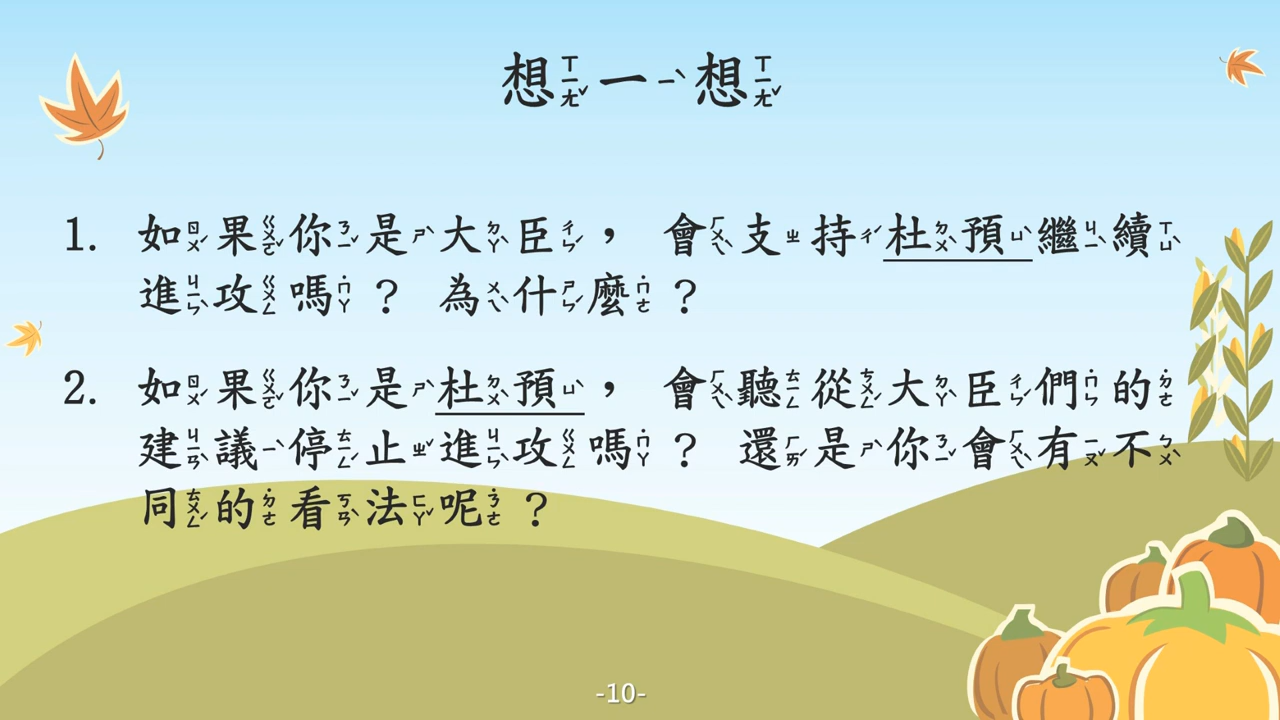 想一想
1. 如果你是大臣，會支持杜預繼續
進攻嗎？為什麼？
2. 如果你是杜預，會聽從大臣們的
建議停止進攻嗎？還是你會有不
同的看法呢？
-10-